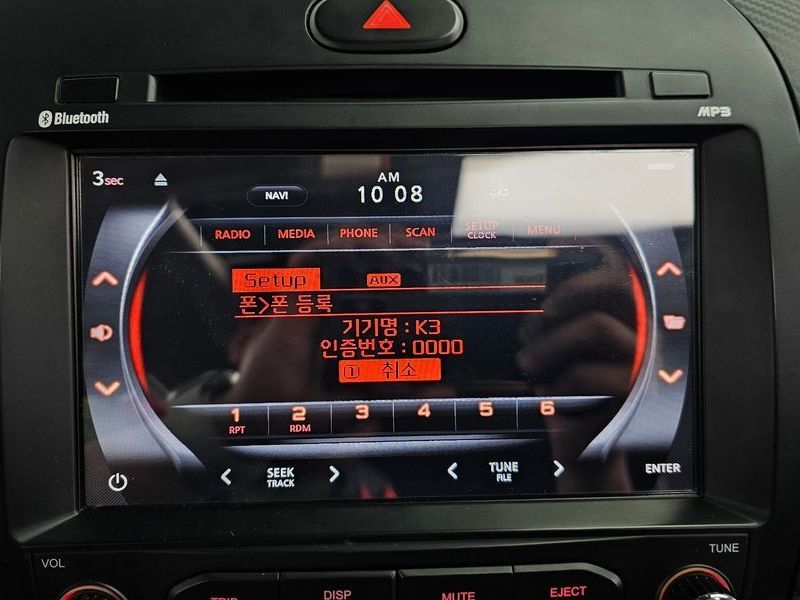 Bluetooth
MP3
3sec
NAVI
AM
10 08
RADIO MEDIA PHONE SCAN SETUP CLOCK MENU
Setup AUX
폰>폰 등록
기기명 : K3
인증번호 : 0000
① 취소
1 RPT 2 RDM 3 4 5 6
SEEK TRACK
TUNE FILE
ENTER
VOL
TUNE
TRIP DISP MUTE EJECT